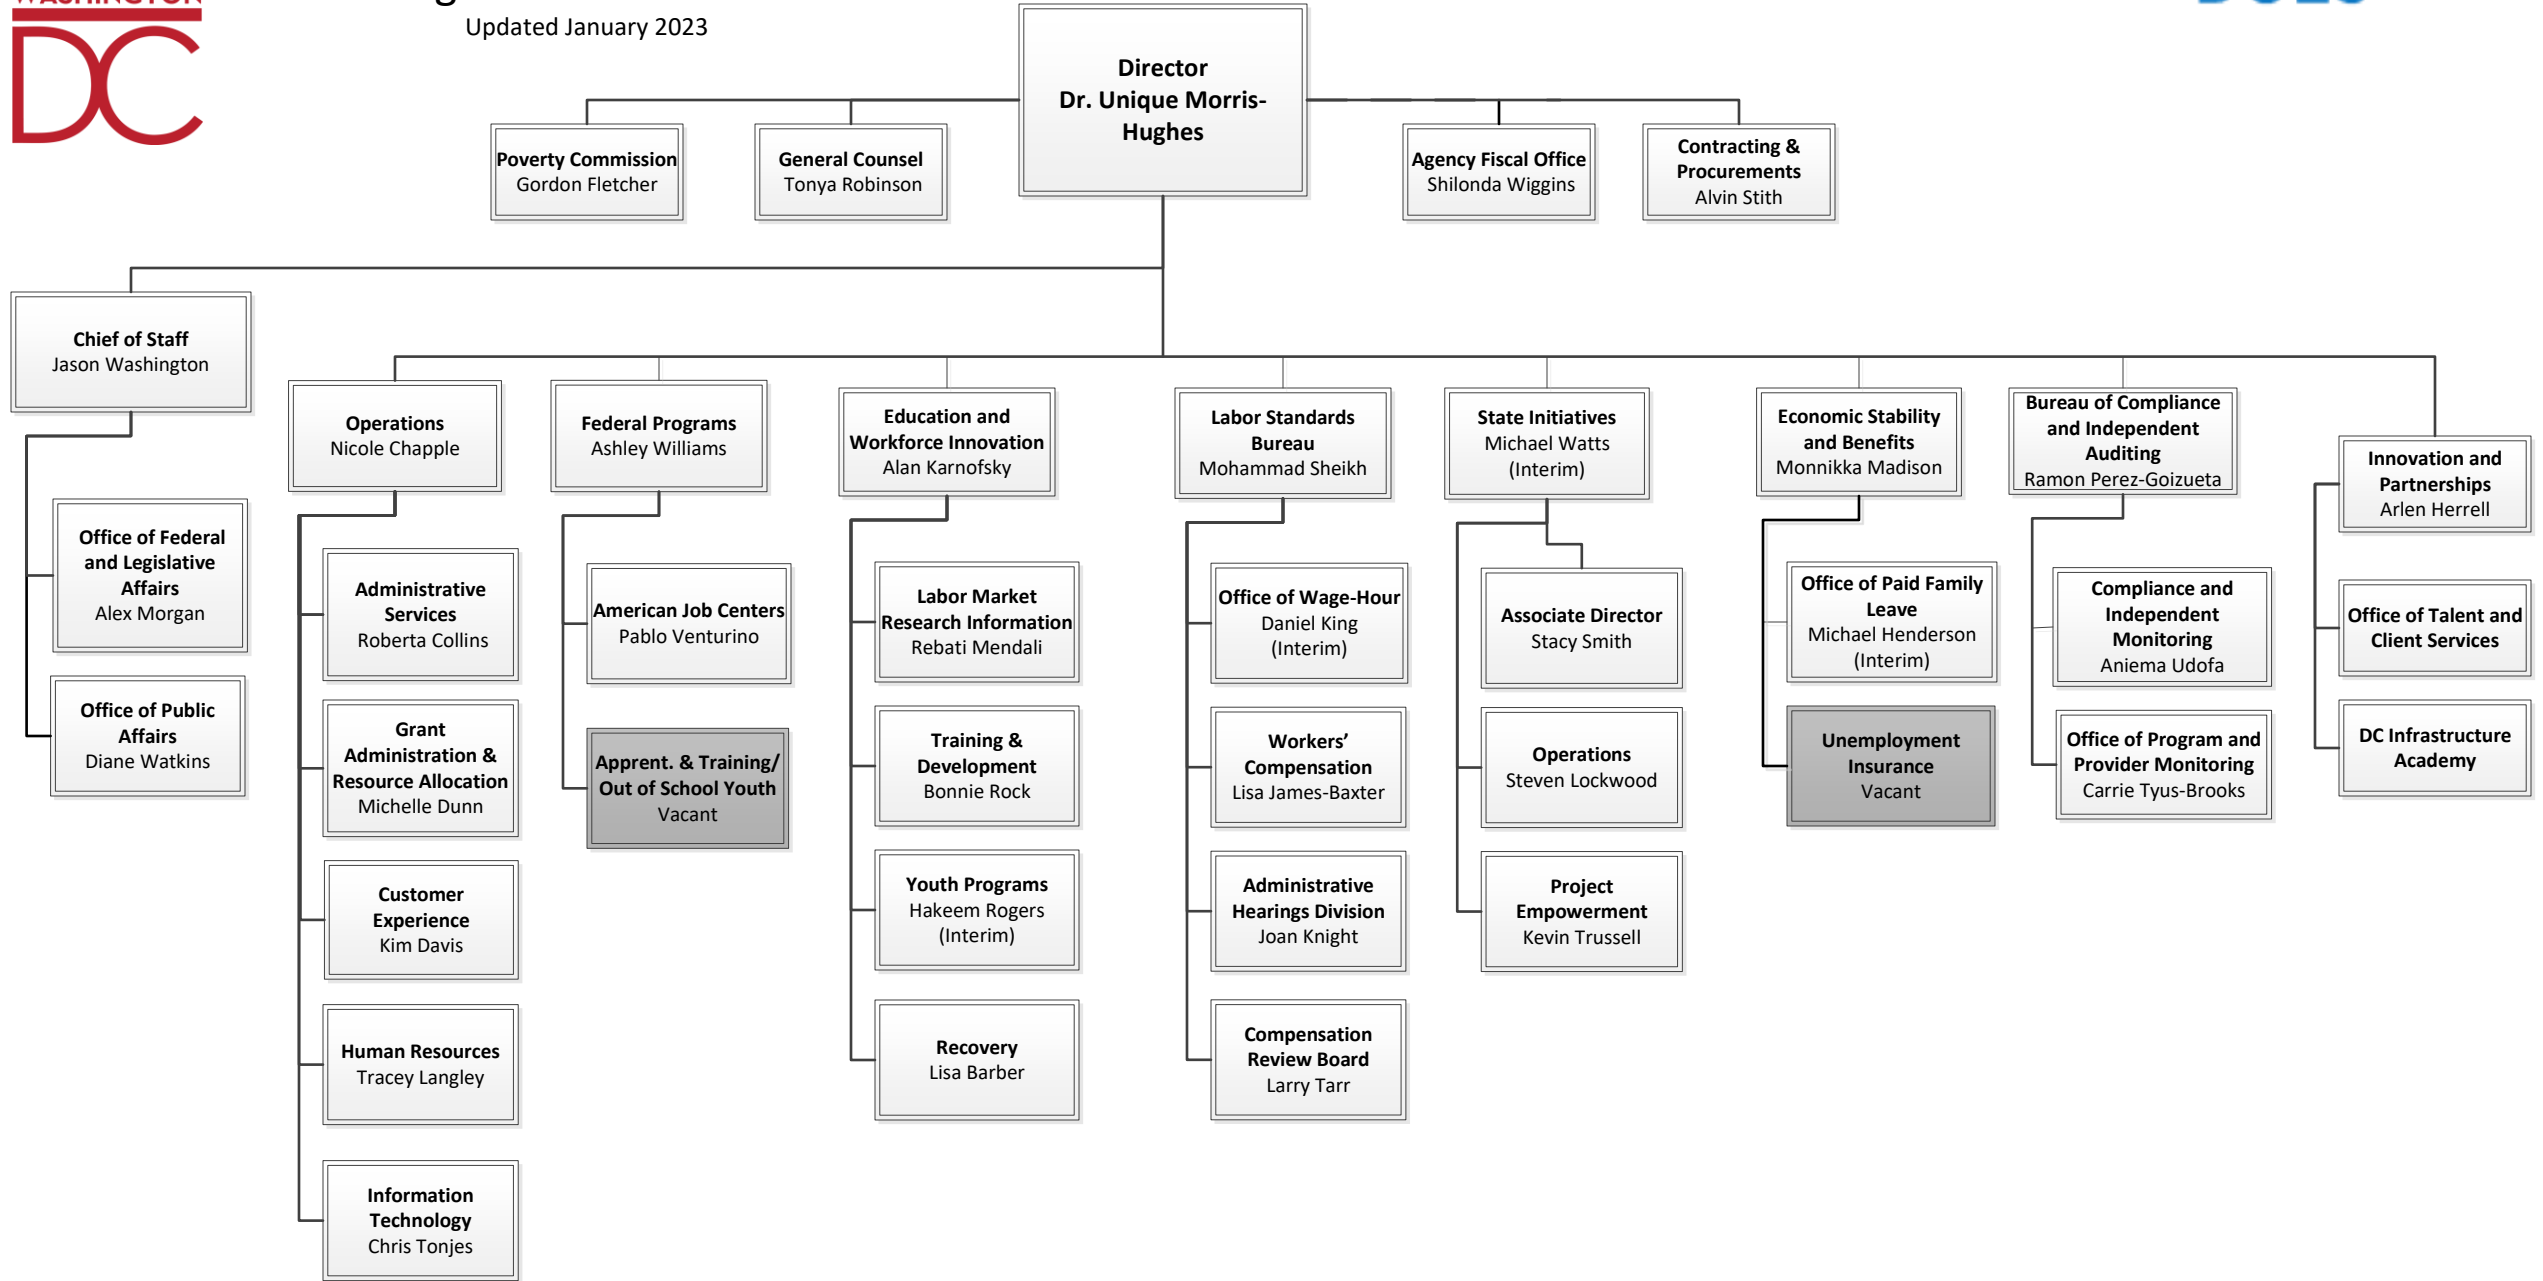 WASHINGTON
DC
Updated January 2023
Director
Dr. Unique Morris-
Hughes
Poverty Commission
Gordon Fletcher
General Counsel
Tonya Robinson
Agency Fiscal Office
Shilonda Wiggins
Contracting &
Procurements
Alvin Stith
Chief of Staff
Jason Washington
Office of Federal
and Legislative
Affairs
Alex Morgan
Office of Public
Affairs
Diane Watkins
Operations
Nicole Chapple
Administrative
Services
Roberta Collins
Grant
Administration &
Resource Allocation
Michelle Dunn
Customer
Experience
Kim Davis
Human Resources
Tracey Langley
Information
Technology
Chris Tonjes
Federal Programs
Ashley Williams
American Job Centers
Pablo Venturino
Apprent. & Training/
Out of School Youth
Vacant
Education and
Workforce Innovation
Alan Karnofsky
Labor Market
Research Information
Rebati Mendali
Training &
Development
Bonnie Rock
Youth Programs
Hakeem Rogers
(Interim)
Recovery
Lisa Barber
Labor Standards
Bureau
Mohammad Sheikh
Office of Wage-Hour
Daniel King
(Interim)
Workers’
Compensation
Lisa James-Baxter
Administrative
Hearings Division
Joan Knight
Compensation
Review Board
Larry Tarr
State Initiatives
Michael Watts
(Interim)
Associate Director
Stacy Smith
Operations
Steven Lockwood
Project
Empowerment
Kevin Trussell
Economic Stability
and Benefits
Monnikka Madison
Office of Paid Family
Leave
Michael Henderson
(Interim)
Unemployment
Insurance
Vacant
Bureau of Compliance
and Independent
Auditing
Ramon Perez-Goizueta
Compliance and
Independent
Monitoring
Aniema Udofa
Office of Program and
Provider Monitoring
Carrie Tyus-Brooks
Innovation and
Partnerships
Arlen Herrell
Office of Talent and
Client Services
DC Infrastructure
Academy